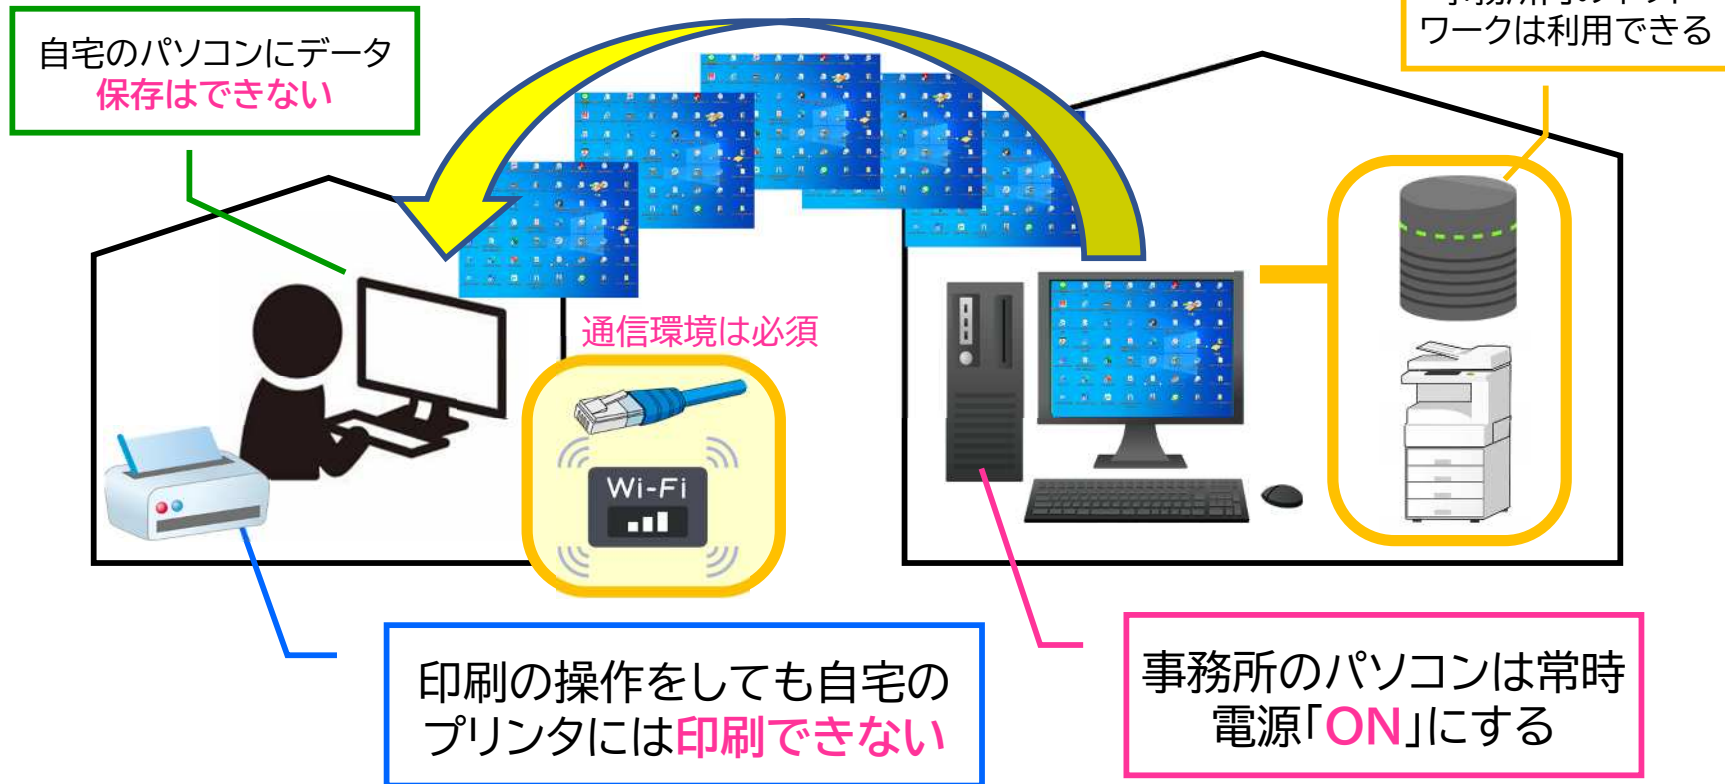 自宅のパソコンにデータ
保存はできない
ワークは利用できる
通信環境は必須
Wi-Fi
印刷の操作をしても自宅の
プリンタには印刷できない
事務所のパソコンは常時
電源「ON」にする